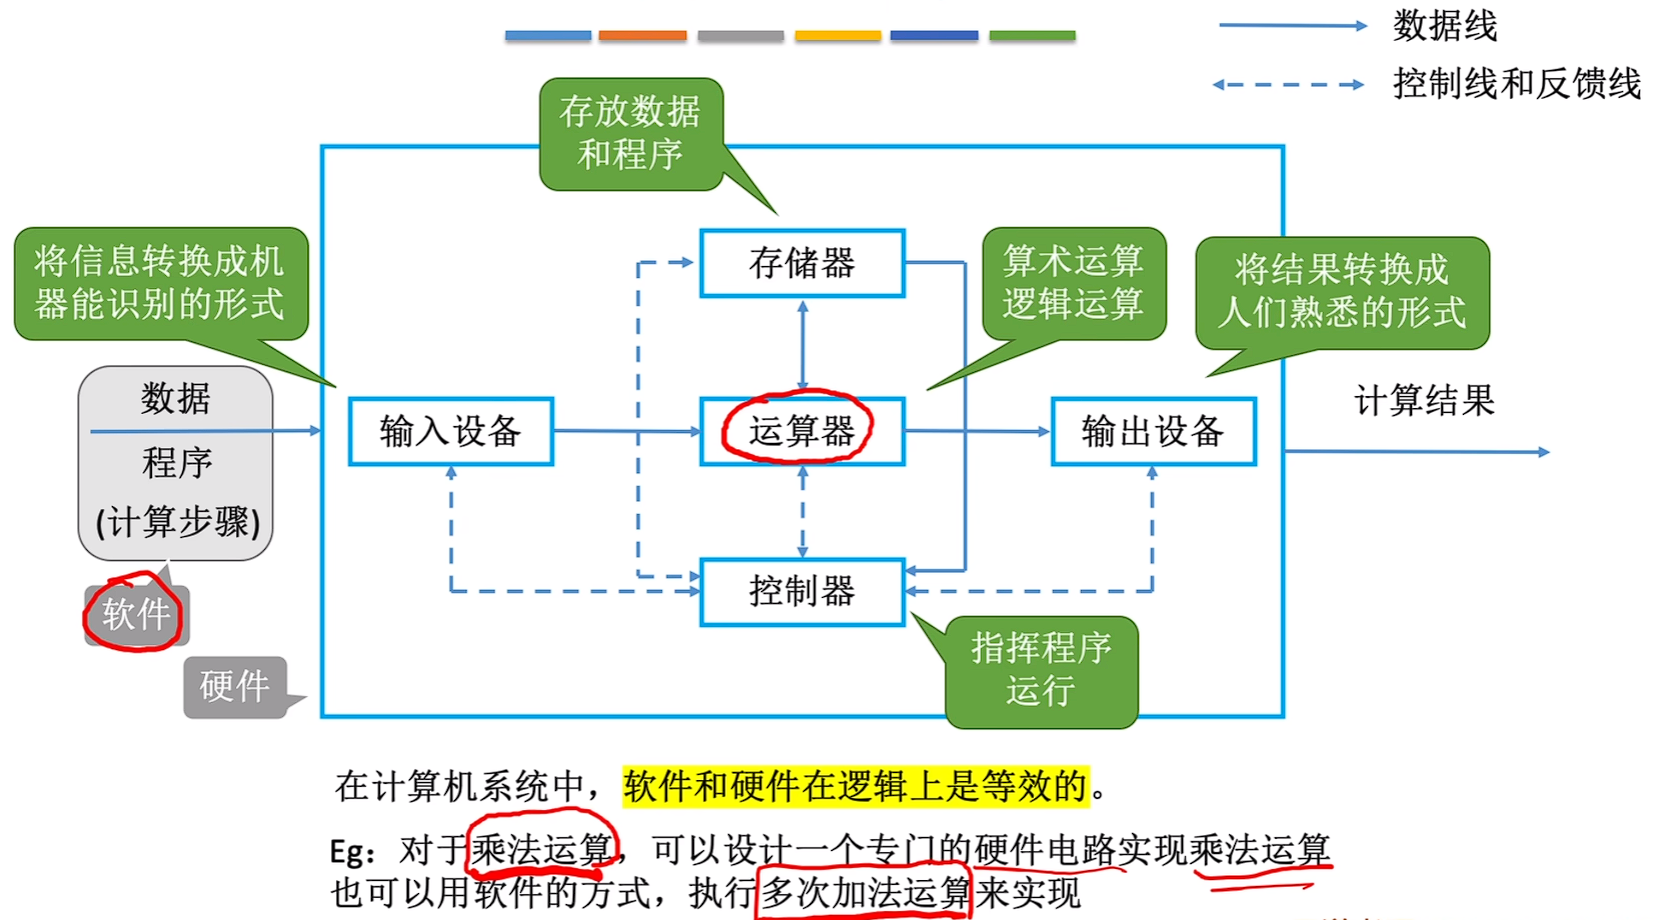 数据线
控制线和反馈线
存放数据
和程序
将信息转换成机
器能识别的形式
存储器
算术运算
逻辑运算
将结果转换成
人们熟悉的形式
数据
程序
(计算步骤)
输入设备
运算器
输出设备
计算结果
控制器
软件
硬件
指挥程序
运行
在计算机系统中，软件和硬件在逻辑上是等效的。
Eg：对于乘法运算，可以设计一个专门的硬件电路实现乘法运算
也可以用软件的方式，执行多次加法运算来实现